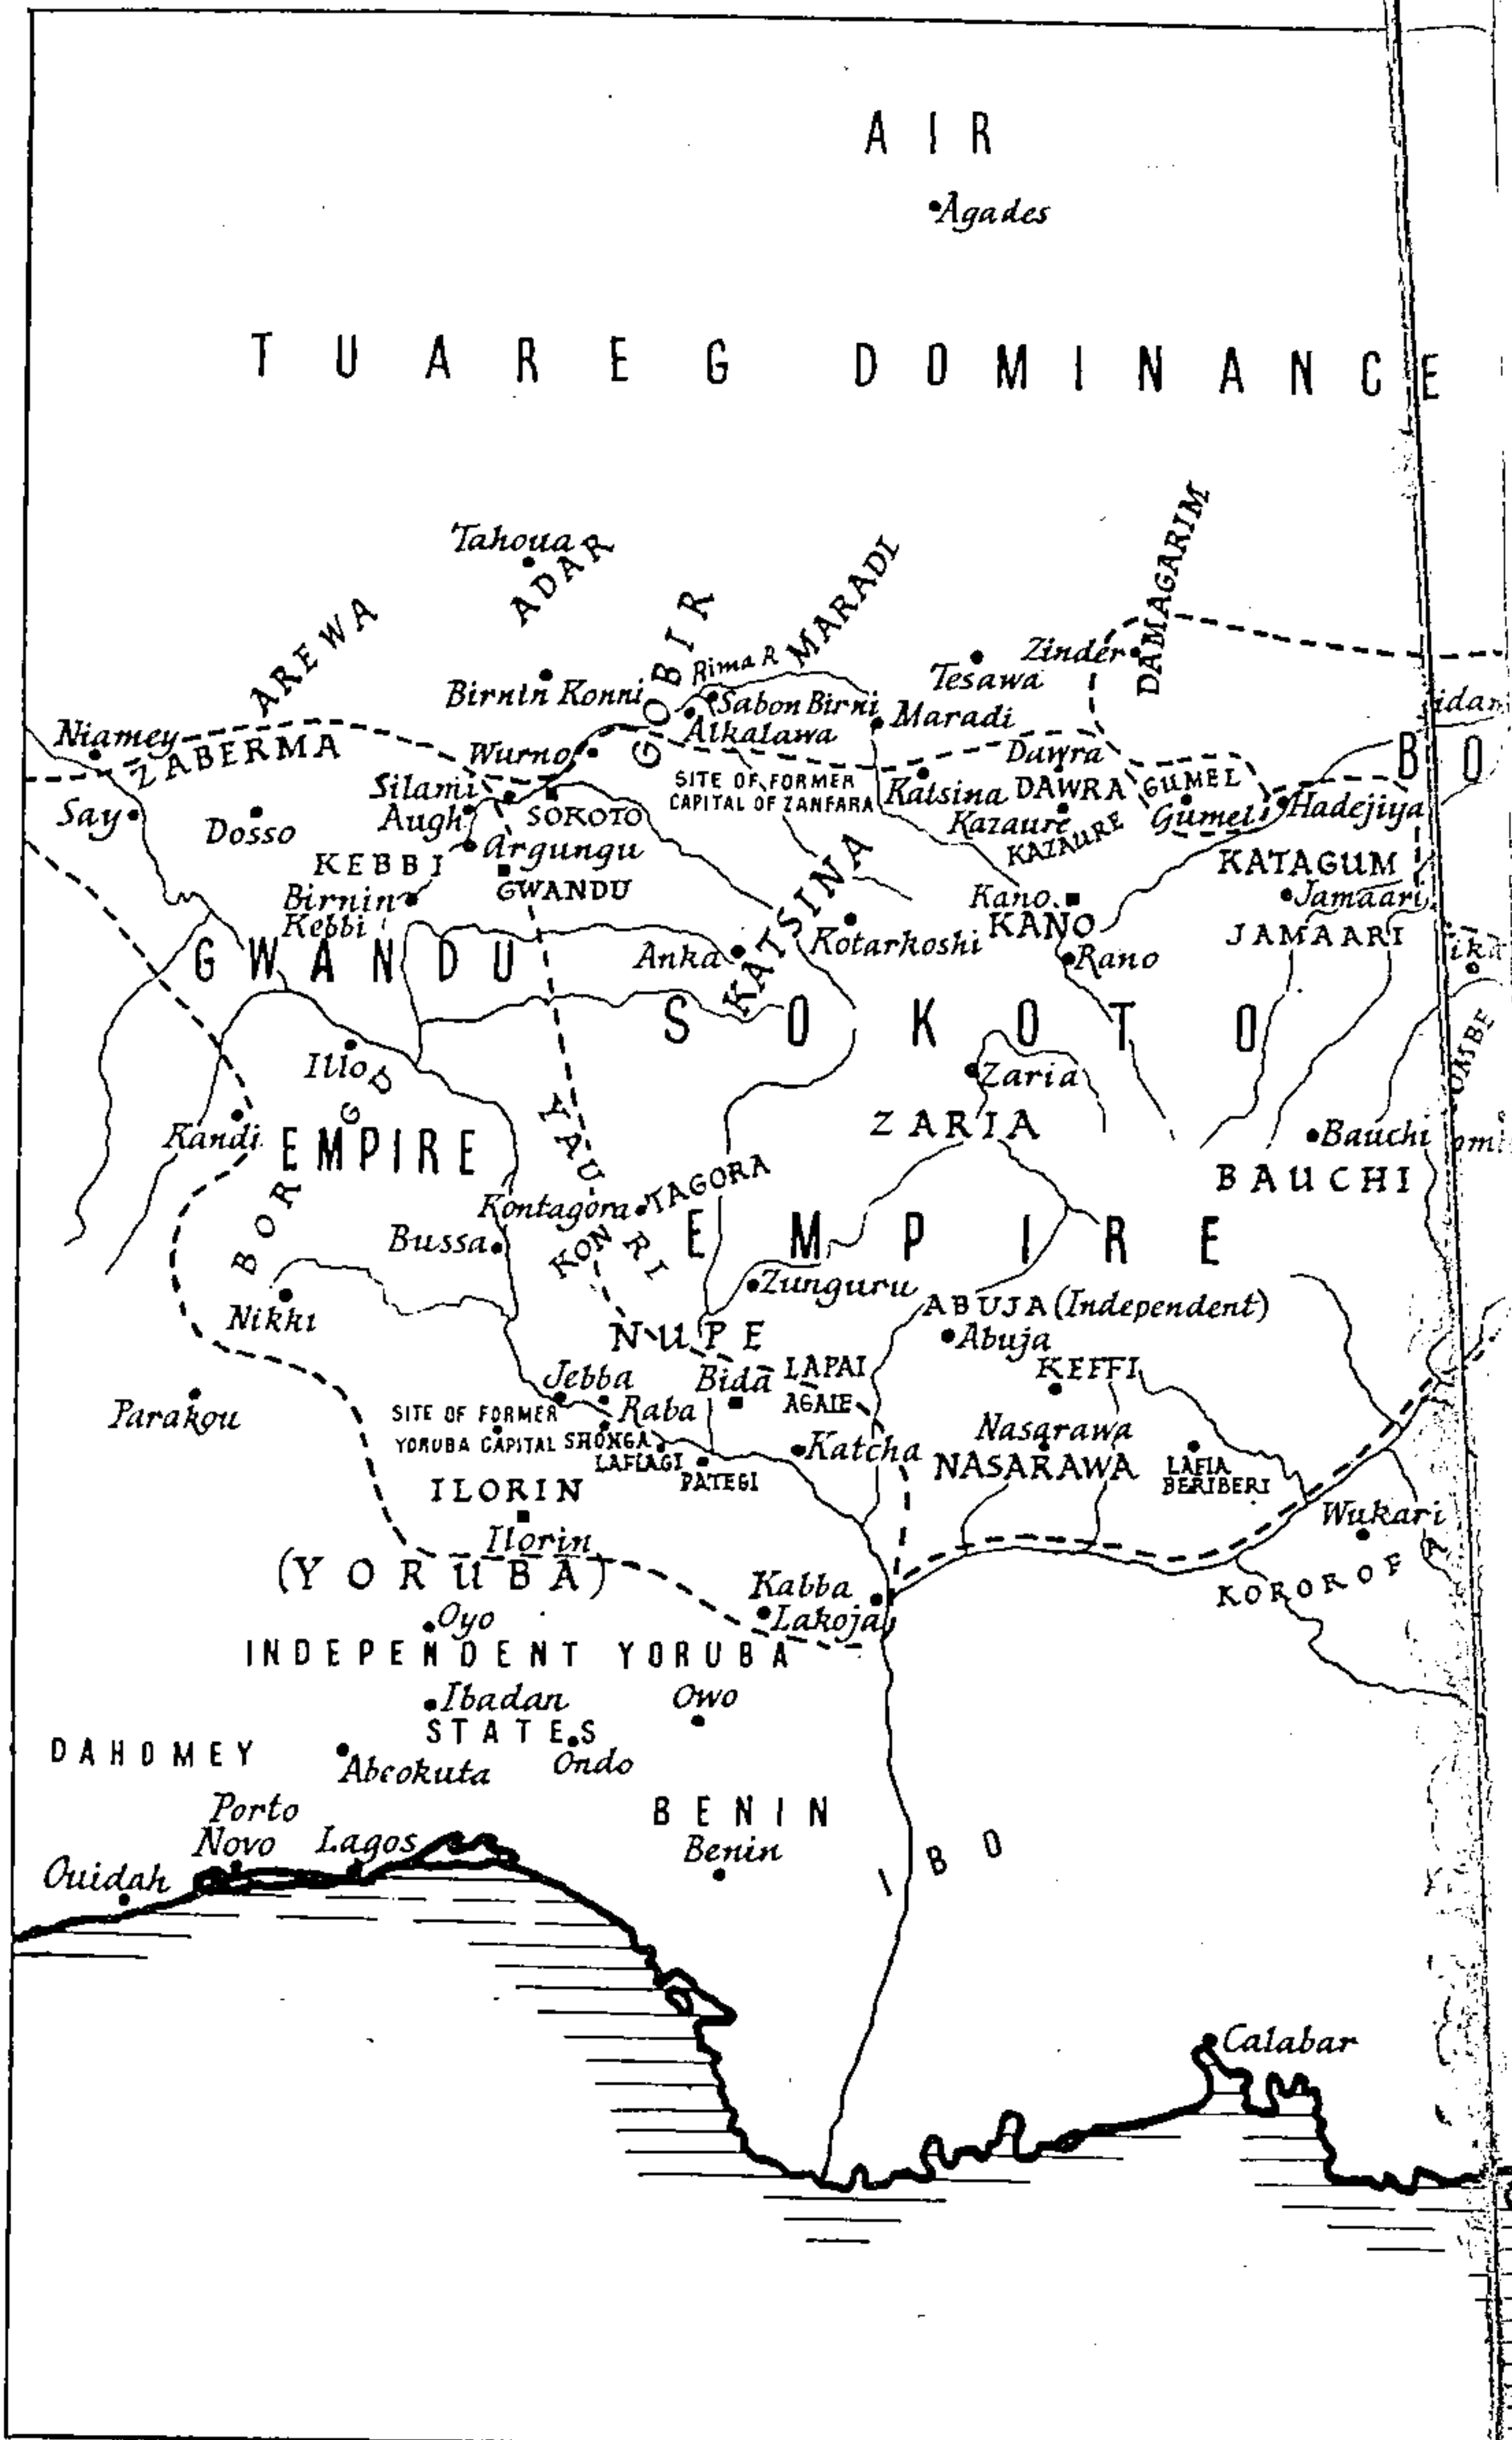 AIR
Agades
TUAREG DOMINANCE
Tahoua
ADAR
AREWA
GOBIR
MARADI
DAMAGARIM
Rima R
Zinder
Tesawa
Birnin Konni
Sabon Birni
Maradi
Alkalawa
Niamey
ZABERMA
Wurno
Dawra
BO
SITE OF FORMER
CAPITAL OF ZANFARA
Silami
Katsina
DAWRA
GUMEL
Say
Dosso
Augh
SOKOTO
Kazaure
KAZAURE
Gumel
Hadejiya
KEBBI
Argungu
KATAGUM
Birnin
Kebbi
GWANDU
KATSINA
Kano
Jamaari
KANO
JAMAARI
GWANDU
Anka
Kotarkoshi
Rano
SOKOTO
Illo
Zaria
Kandi
EMPIRE
YAURI
ZARIA
Bauchi
BAUCHI
BORGO
Kontagora
KONTAGORA
Bussa
EMPIRE
Zunguru
Nikki
ABUJA (Independent)
NUPE
Abuja
Jebba
Bida
LAPAI
KEFFI
Parakou
SITE OF FORMER
YORUBA CAPITAL
Raba
AGAIE
SHONGA
Katcha
Nasarawa
LAFIAGI
NASARAWA
LAFIA
BERIBERI
PATEGI
ILORIN
Wukari
Ilorin
(YORUBA)
Kabba
KOROROFA
Oyo
Lakoja
INDEPENDENT YORUBA
Ibadan
Owo
STATES
DAHOMEY
Abeokuta
Ondo
Porto
Novo
Lagos
BENIN
Benin
IBO
Ouidah
Calabar